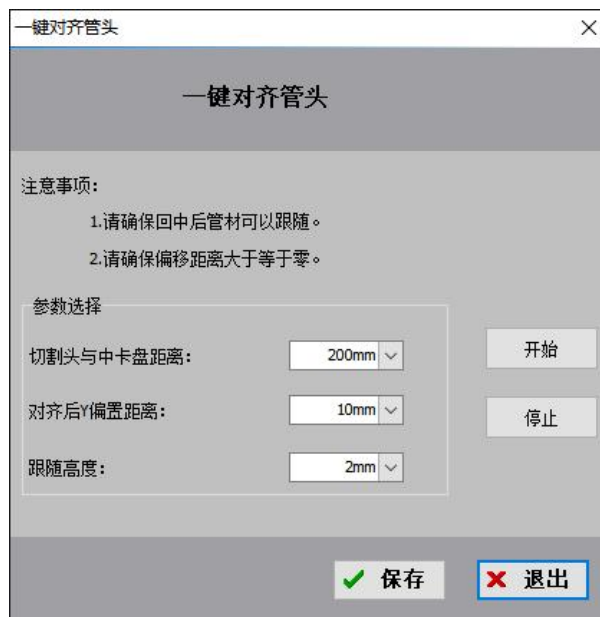 一键对齐管头
一键对齐管头
注意事项:
1.请确保回中后管材可以跟随。
2.请确保偏移距离大于等于零。
参数选择
切割头与中卡盘距离: 200mm
开始
对齐后Y偏置距离: 10mm
停止
跟随高度: 2mm
保存 退出